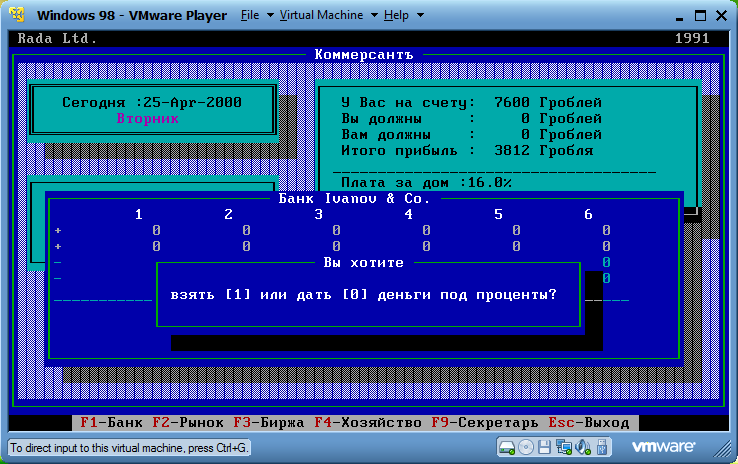 Windows 98 - VMware Player File Virtual Machine Help
Rada Ltd. 1991
Коммерсантъ
Сегодня :25-Apr-2000
Вторник
У Вас на счету: 7600 Гроблей
Вы должны : 0 Гроблей
Вам должны : 0 Гроблей
Итого прибыль : 3812 Гробля
Плата за дом :16.0%
Банк Ivanov & Co.
1 2 3 4 5 6
+ 0 0 0 0 0 0
+ 0 0 0 0 0 0
- 0
- 0
Вы хотите
взять [1] или дать [0] деньги под проценты?
F1-Банк F2-Рынок F3-Биржа F4-Хозяйство F9-Секретарь Esc-Выход
To direct input to this virtual machine, press Ctrl+G.
vmware